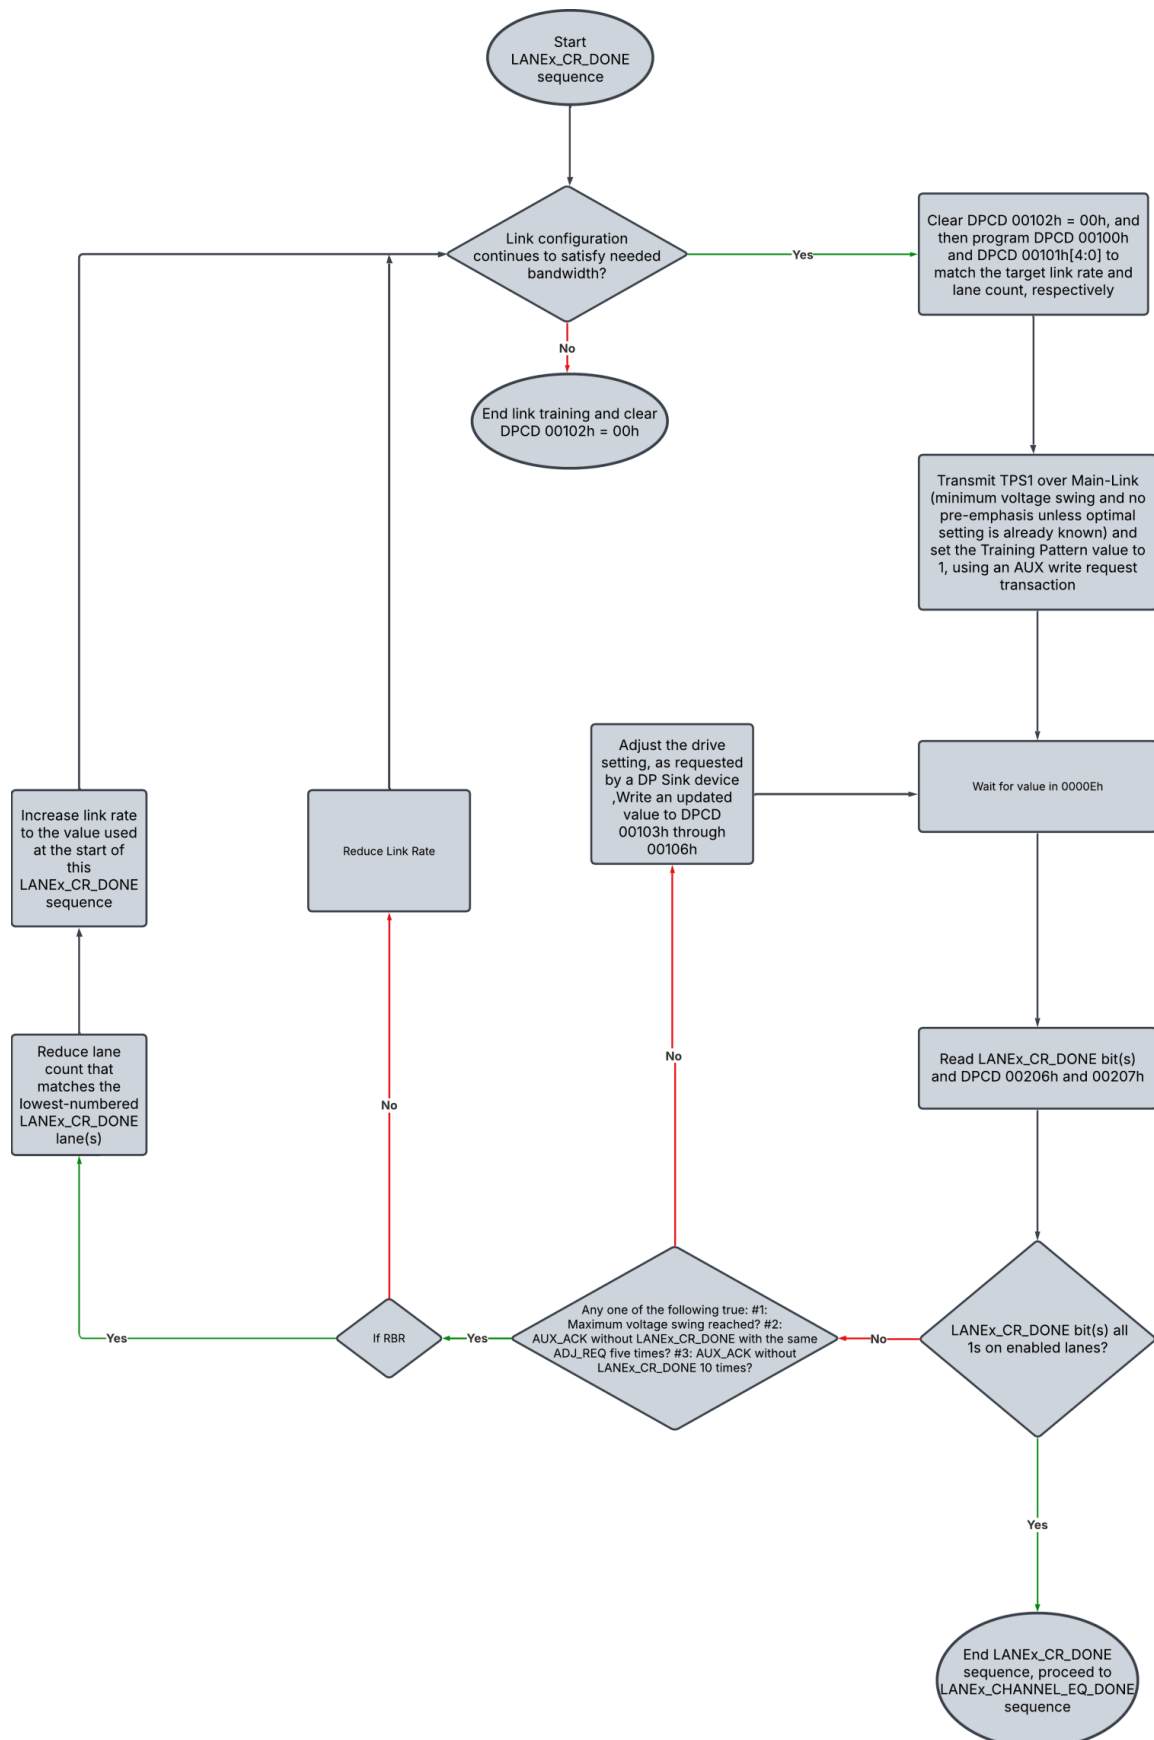 Start
LANEx_CR_DONE
sequence
Link configuration
continues to satisfy needed
bandwidth?
Yes
Clear DPCD 00102h = 00h, and
then program DPCD 00100h
and DPCD 00101h[4:0] to
match the target link rate and
lane count, respectively
No
End link training and clear
DPCD 00102h = 00h
Transmit TPS1 over Main-Link
(minimum voltage swing and no
pre-emphasis unless optimal
setting is already known) and
set the Training Pattern value to
1, using an AUX write request
transaction
Adjust the drive
setting, as requested
by a DP Sink device
,Write an updated
value to DPCD
00103h through
00106h
Wait for value in 0000Eh
Increase link rate
to the value used
at the start of
this
LANEx_CR_DONE
sequence
Reduce Link Rate
Reduce lane
count that
matches the
lowest-numbered
LANEx_CR_DONE
lane(s)
No
No
Read LANEx_CR_DONE bit(s)
and DPCD 00206h and 00207h
Yes
If RBR
Yes
Any one of the following true: #1:
Maximum voltage swing reached? #2:
AUX_ACK without LANEx_CR_DONE with the same
ADJ_REQ five times? #3: AUX_ACK without
LANEx_CR_DONE 10 times?
No
LANEx_CR_DONE bit(s) all
1s on enabled lanes?
Yes
End LANEx_CR_DONE
sequence, proceed to
LANEx_CHANNEL_EQ_DONE
sequence